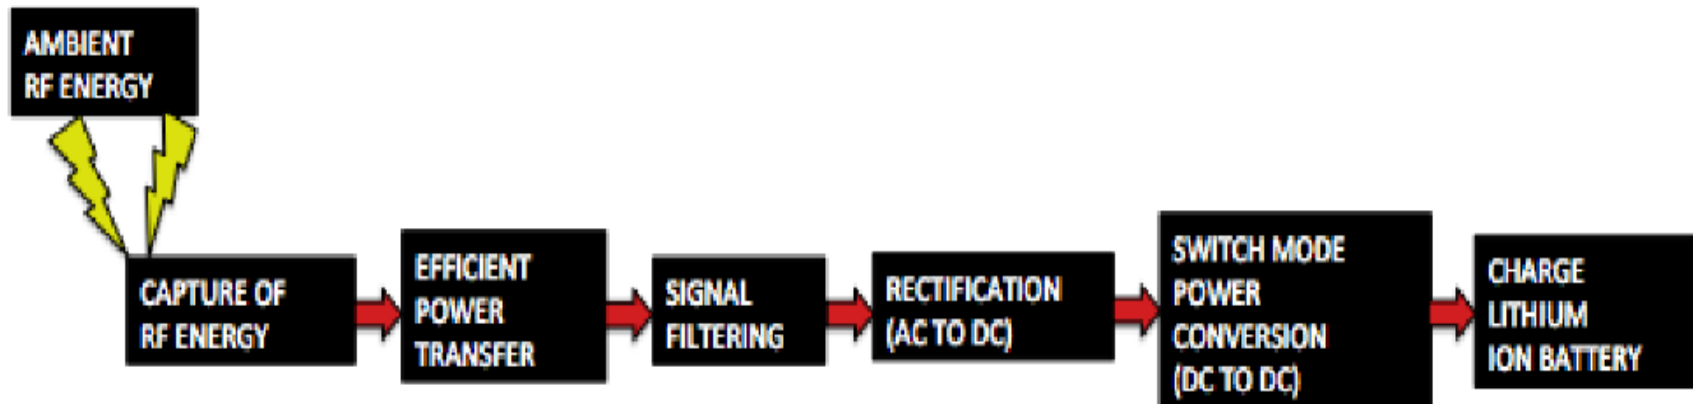 AMBIENT
RF ENERGY
CAPTURE OF
RF ENERGY
EFFICIENT
POWER
TRANSFER
SIGNAL
FILTERING
RECTIFICATION
(AC TO DC)
SWITCH MODE
POWER
CONVERSION
(DC TO DC)
CHARGE
LITHIUM
ION BATTERY